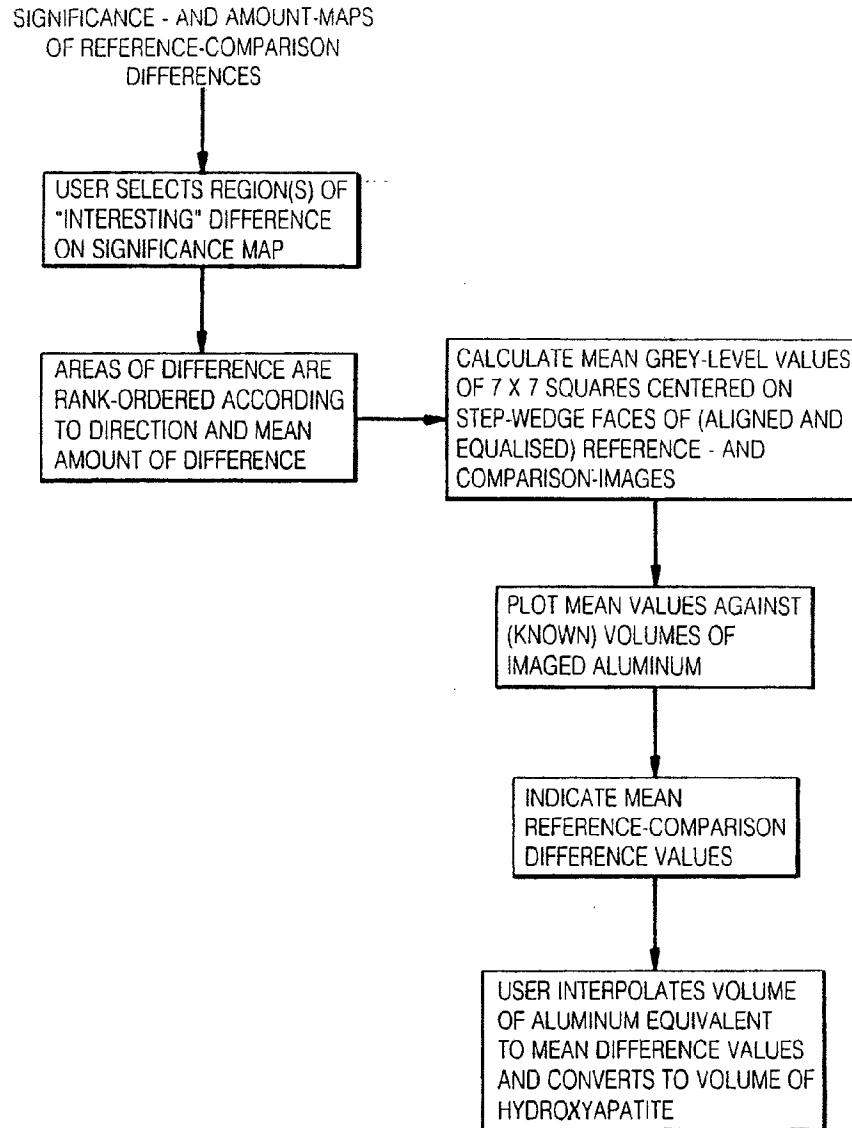 SIGNIFICANCE - AND AMOUNT-MAPS
OF REFERENCE-COMPARISON
DIFFERENCES
USER SELECTS REGION(S) OF
"INTERESTING" DIFFERENCE
ON SIGNIFICANCE MAP
AREAS OF DIFFERENCE ARE
RANK-ORDERED ACCORDING
TO DIRECTION AND MEAN
AMOUNT OF DIFFERENCE
CALCULATE MEAN GREY-LEVEL VALUES
OF 7 X 7 SQUARES CENTERED ON
STEP-WEDGE FACES OF (ALIGNED AND
EQUALISED) REFERENCE - AND
COMPARISON-IMAGES
PLOT MEAN VALUES AGAINST
(KNOWN) VOLUMES OF
IMAGED ALUMINUM
INDICATE MEAN
REFERENCE-COMPARISON
DIFFERENCE VALUES
USER INTERPOLATES VOLUME
OF ALUMINUM EQUIVALENT
TO MEAN DIFFERENCE VALUES
AND CONVERTS TO VOLUME OF
HYDROXYAPATITE